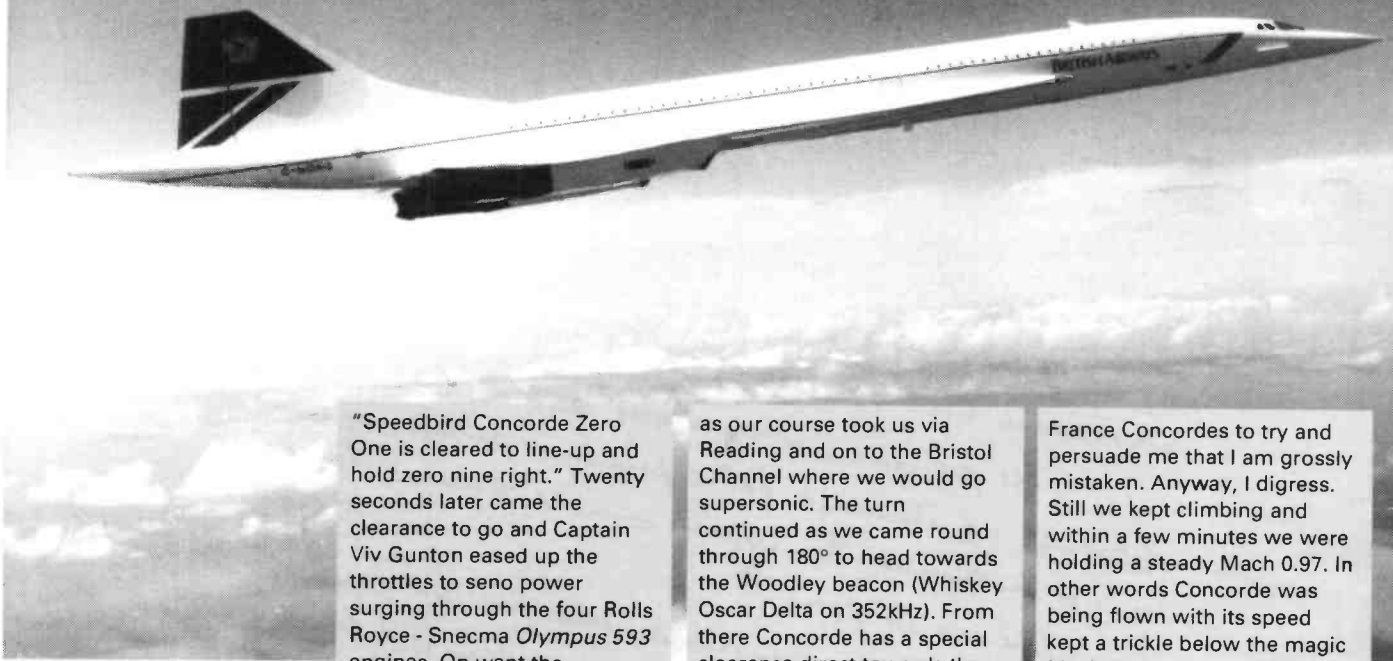 BRITISH AIRWAYS
"Speedbird Concorde Zero
One is cleared to line-up and
hold zero nine right." Twenty
seconds later came the
clearance to go and Captain
Viv Gunton eased up the
throttles to seno power
surging through the four Rolls
Royce - Snecma Olympus 593
engines. On went the
as our course took us via
Reading and on to the Bristol
Channel where we would go
supersonic. The turn
continued as we came round
through 180° to head towards
the Woodley beacon (Whiskey
Oscar Delta on 352kHz). From
there Concorde has a special
clearance direct
France Concordes to try and
persuade me that I am grossly
mistaken. Anyway, I digress.
Still we kept climbing and
within a few minutes we were
holding a steady Mach 0.97. In
other words Concorde was
being flown with its speed
kept a trickle below the magic